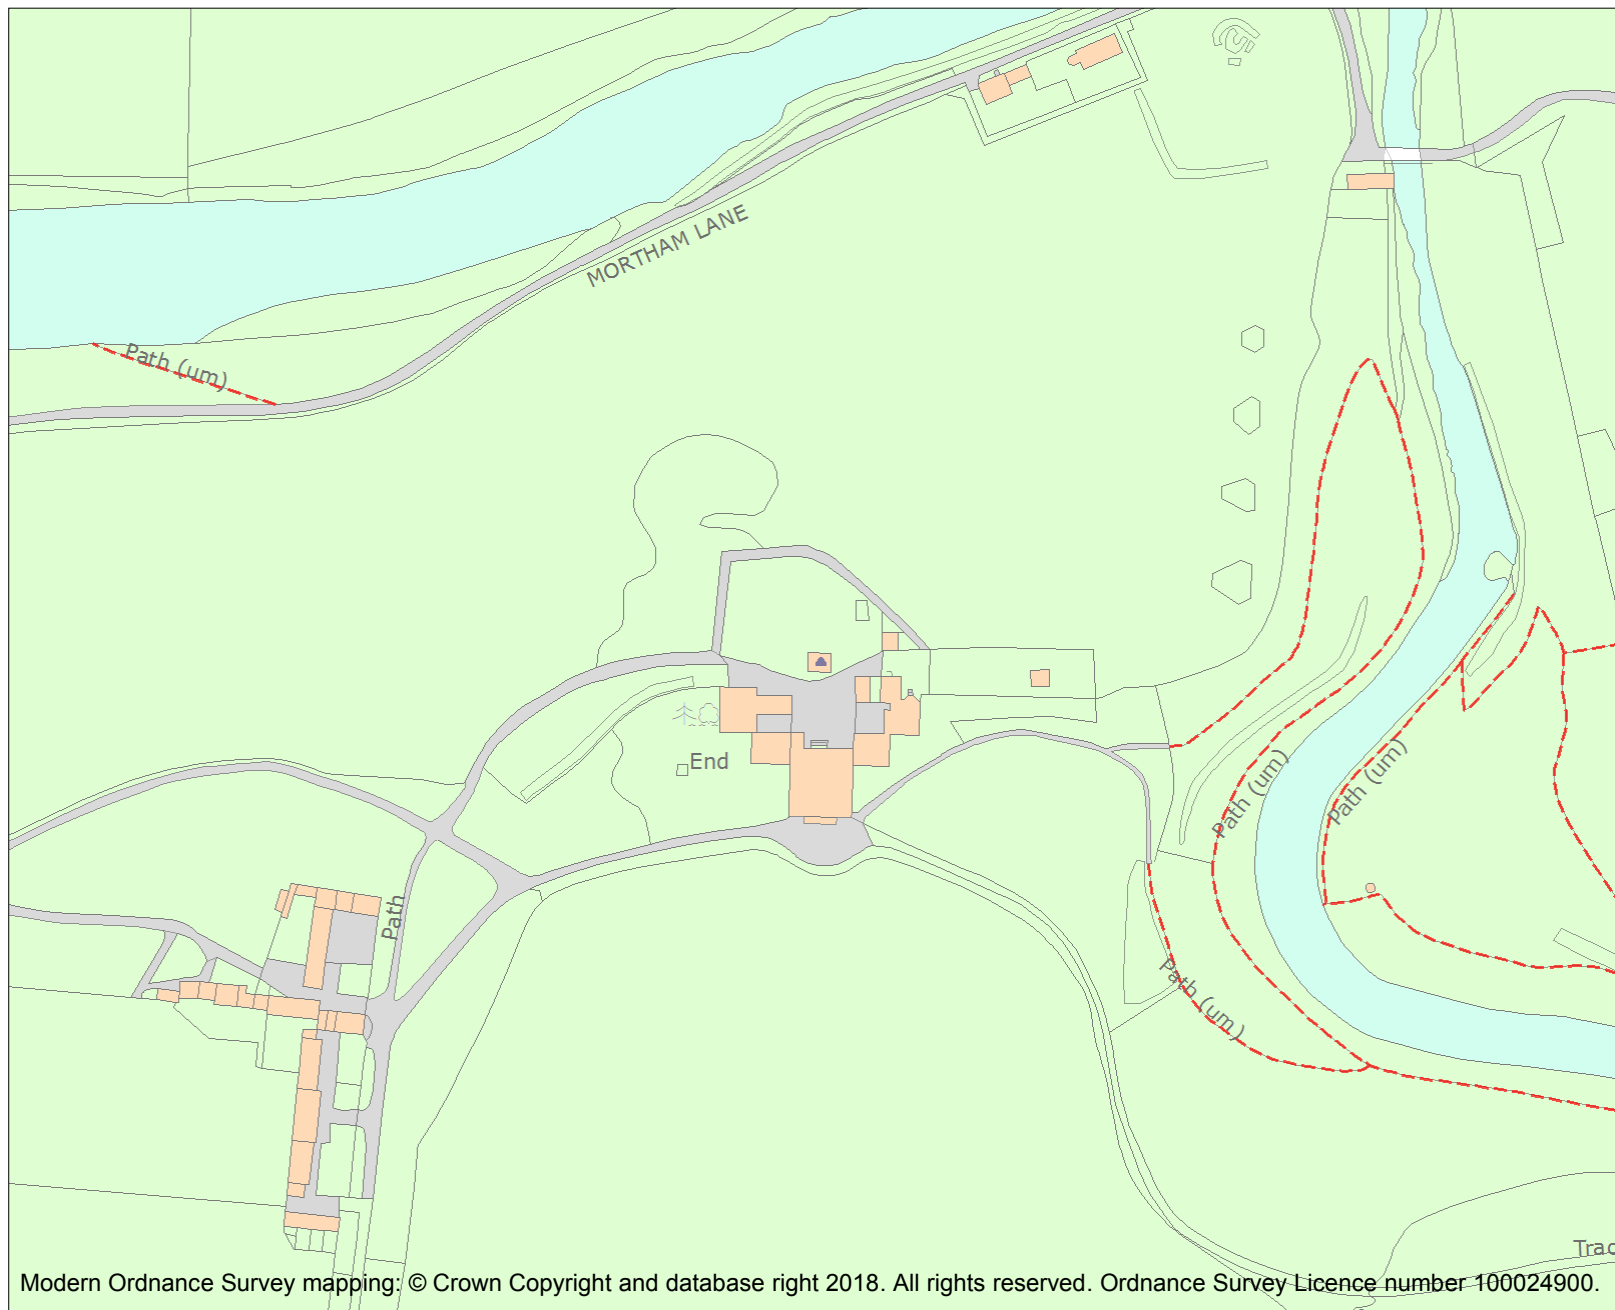 MORTHAM LANE
Path (um)
End
Path (um)
Path (um)
Path
Path (um)
Modern Ordnance Survey mapping: © Crown Copyright and database right 2018. All rights reserved. Ordnance Survey Licence number 100024900.